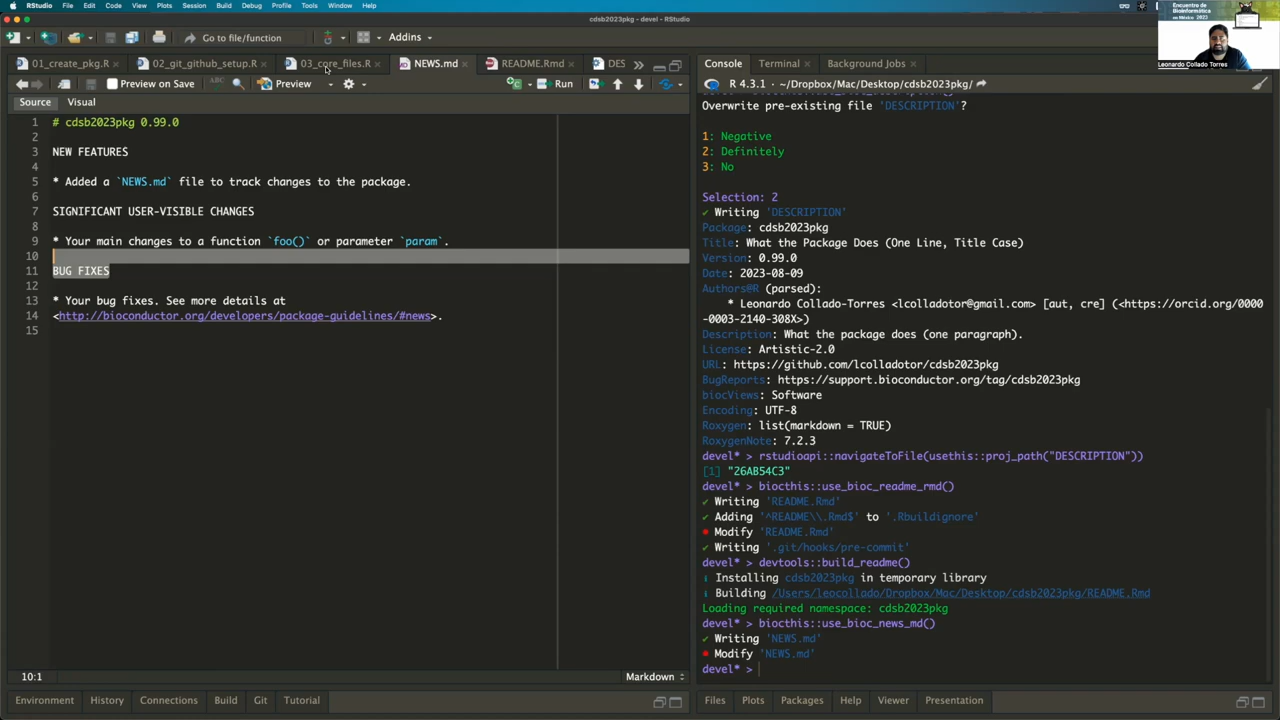 RStudio File Edit Code View Plots Session Build Debug Profile Tools Window Help
cdsb2023pkg - devel - RStudio
Go to file/function Addins
01_create_pkg.R 02_git_github_setup.R 03_core_files.R NEWS.md README.Rmd DES
Preview on Save Preview Run
Source Visual
1 # cdsb2023pkg 0.99.0
2
3 NEW FEATURES
4
5 * Added a `NEWS.md` file to track changes to the package.
6
7 SIGNIFICANT USER-VISIBLE CHANGES
8
9 * Your main changes to a function `foo()` or parameter `param`.
10
11 BUG FIXES
12
13 * Your bug fixes. See more details at
14 <http://bioconductor.org/developers/package-guidelines/#news>.
15
10:1 Markdown
Environment History Connections Build Git Tutorial
Console Terminal Background Jobs
R 4.3.1 · ~/Dropbox/Mac/Desktop/cdsb2023pkg/
Overwrite pre-existing file 'DESCRIPTION'?
1: Negative
2: Definitely
3: No
Selection: 2
✓ Writing 'DESCRIPTION'
Package: cdsb2023pkg
Title: What the Package Does (One Line, Title Case)
Version: 0.99.0
Date: 2023-08-09
Authors@R (parsed):
* Leonardo Collado-Torres <lcolladotor@gmail.com> [aut, cre] (<https://orcid.org/0000
-0003-2140-308X>)
Description: What the package does (one paragraph).
License: Artistic-2.0
URL: https://github.com/lcolladotor/cdsb2023pkg
BugReports: https://support.bioconductor.org/tag/cdsb2023pkg
biocViews: Software
Encoding: UTF-8
Roxygen: list(markdown = TRUE)
RoxygenNote: 7.2.3
devel* > rstudioapi::navigateToFile(usethis::proj_path("DESCRIPTION"))
[1] "26AB54C3"
devel* > biocthis::use_bioc_readme_rmd()
✓ Writing 'README.Rmd'
✓ Adding '^README\\.Rmd$' to '.Rbuildignore'
• Modify 'README.Rmd'
✓ Writing '.git/hooks/pre-commit'
devel* > devtools::build_readme()
ℹ Installing cdsb2023pkg in temporary library
ℹ Building /Users/leocollado/Dropbox/Mac/Desktop/cdsb2023pkg/README.Rmd
Loading required namespace: cdsb2023pkg
devel* > biocthis::use_bioc_news_md()
✓ Writing 'NEWS.md'
• Modify 'NEWS.md'
devel* >
Files Plots Packages Help Viewer Presentation
Encuentro de
Bioinformática
en México 2023
Leonardo Collado Torres